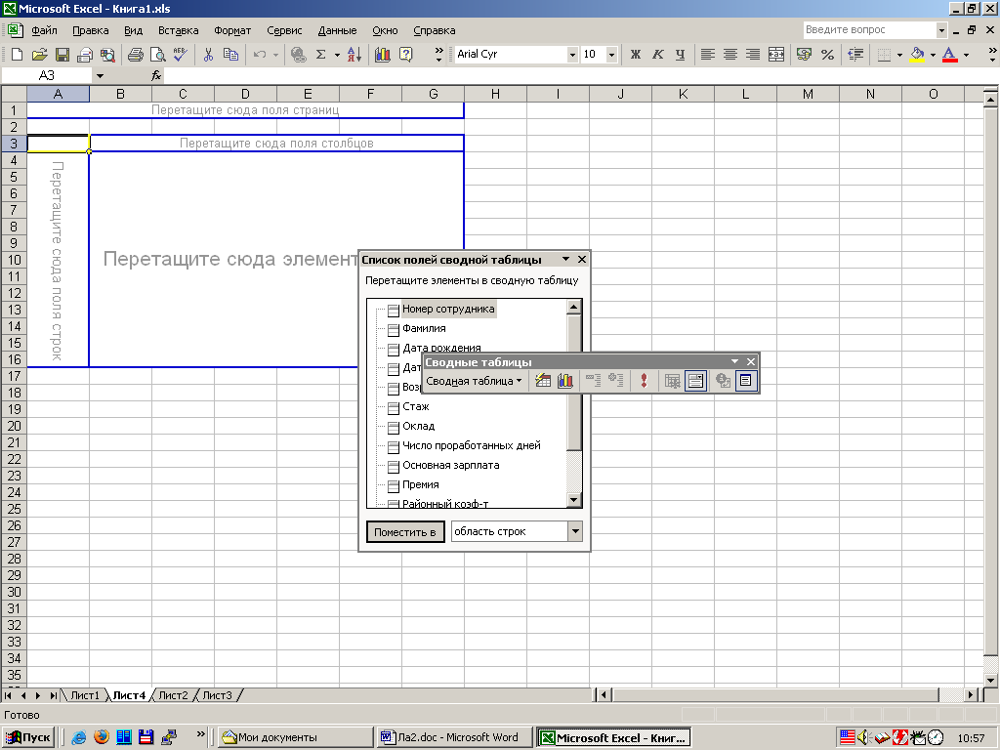 Microsoft Excel - Книга1.xls
Файл Правка Вид Вставка Формат Сервис Данные Окно Справка
Введите вопрос
Arial Cyr 10 Ж К Ч
A3 fx
A B C D E F G H I J K L M N O
1 Перетащите сюда поля страниц
2
3 Перетащите сюда поля столбцов
4
5
6
7
8
9
10
11
12
13
14
15
16
17
18
19
20
21
22
23
24
25
26
27
28
29
30
31
32
33
34
35
Перетащите сюда поля строк
Перетащите сюда
Список полей сводной таблицы
Перетащите элементы в сводную таблицу
Номер сотрудника
Фамилия
Дата рождения
Сводные таблицы
Сводная таблица
Стаж
Оклад
Число проработанных дней
Основная зарплата
Премия
Районный коэф-т
Поместить в область строк
Лист1 Лист4 Лист2 Лист3
Готово
Пуск Мои документы Ла2.doc - Microsoft Word Microsoft Excel - Книг... 10:57